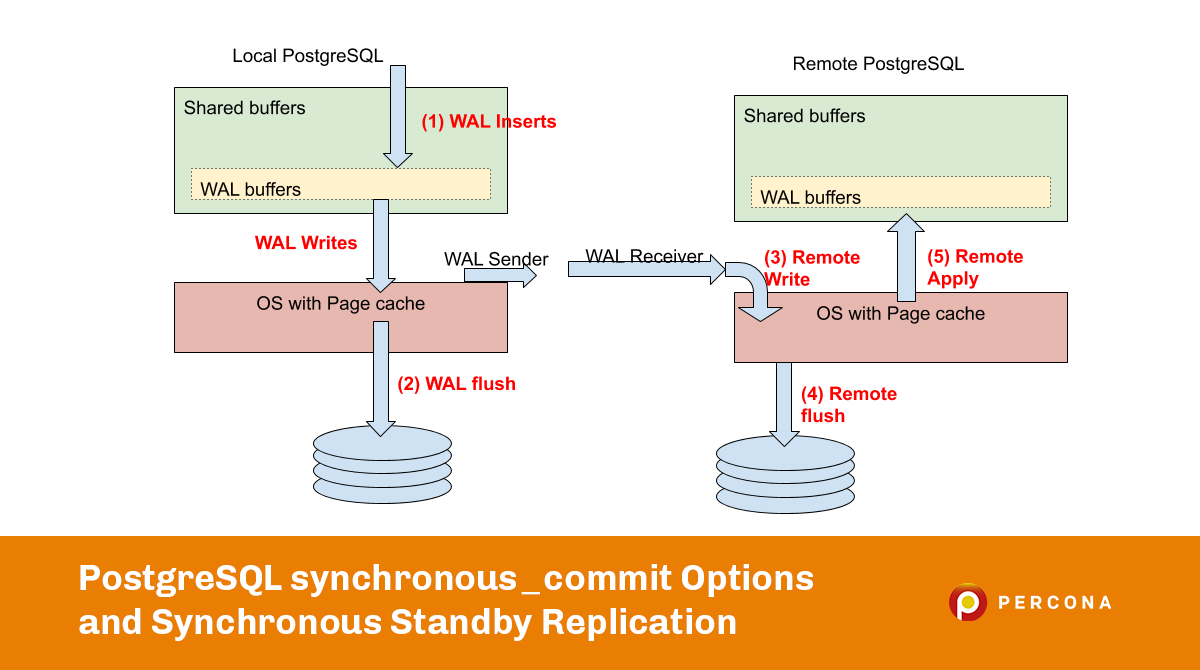 Local PostgreSQL
Shared buffers
(1) WAL Inserts
WAL buffers
WAL Writes
OS with Page cache
(2) WAL flush
WAL Sender
WAL Receiver
Remote PostgreSQL
Shared buffers
WAL buffers
(3) Remote
Write
(5) Remote
Apply
OS with Page cache
(4) Remote
flush
PostgreSQL synchronous_commit Options
and Synchronous Standby Replication
PERCONA